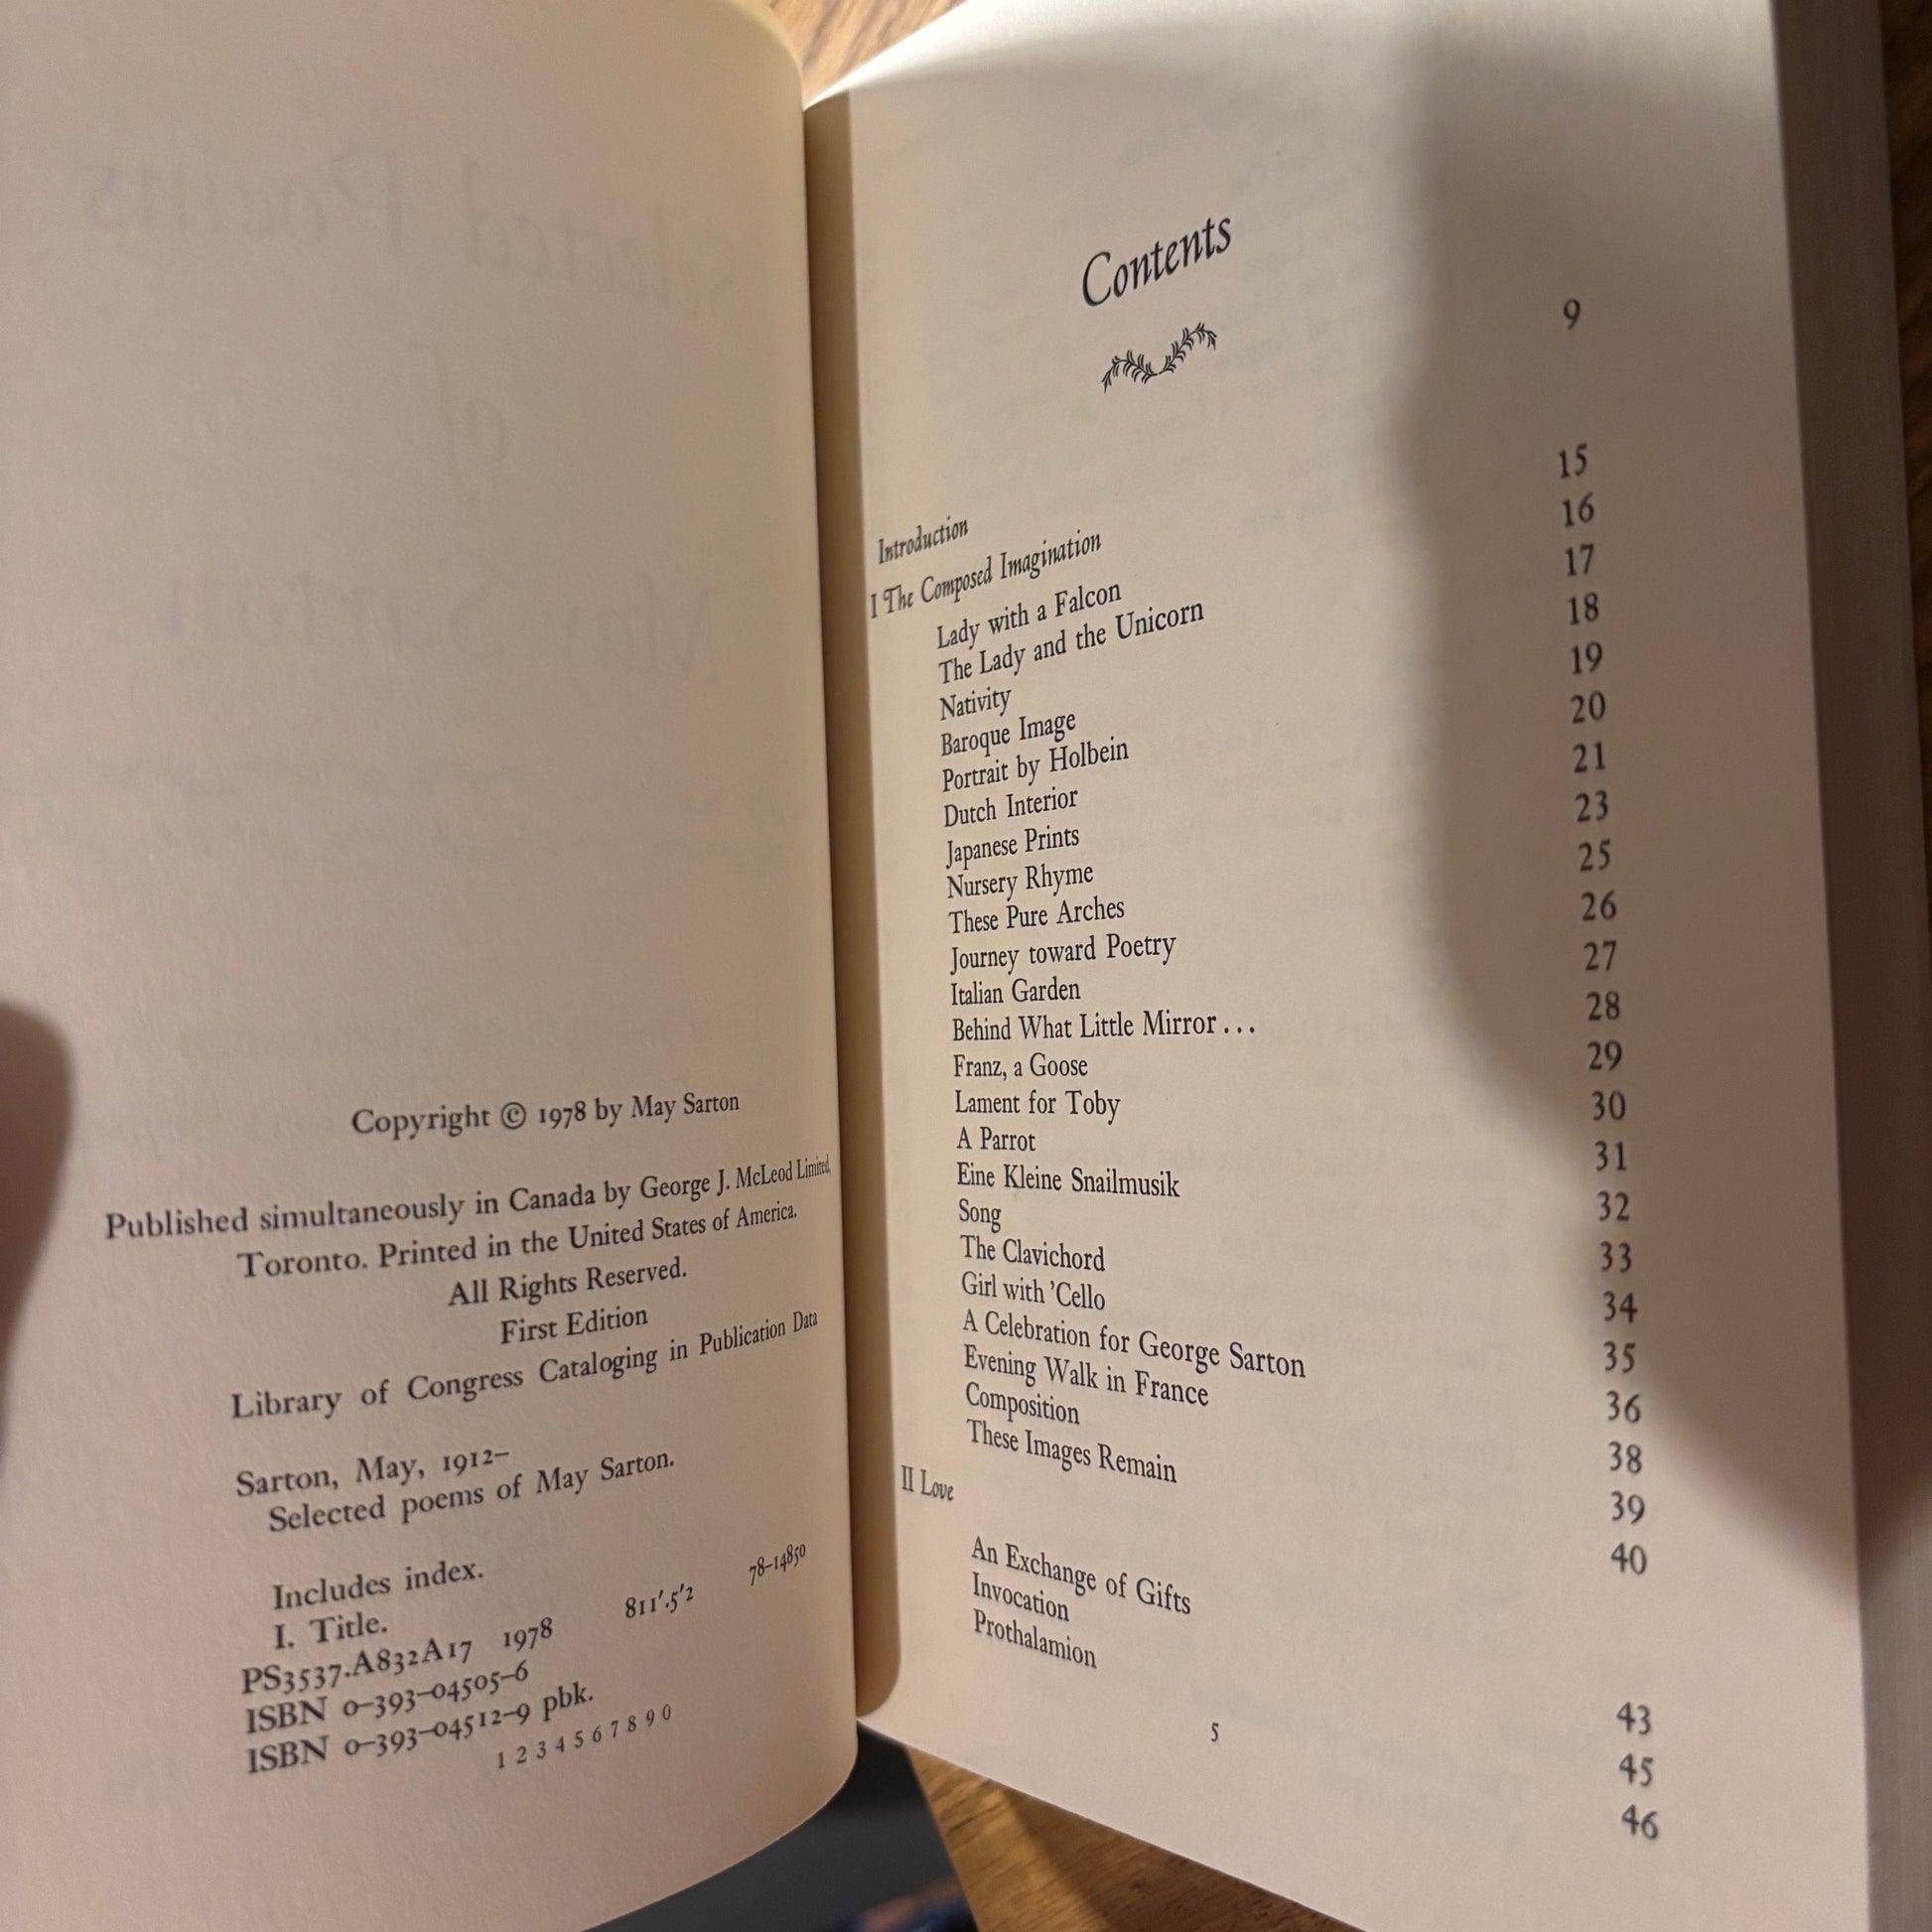 Copyright © 1978 by May Sarton
Published simultaneously in Canada by George J. McLeod Limited,
Toronto. Printed in the United States of America.
All Rights Reserved.
First Edition
Library of Congress Cataloging in Publication Data
Sarton, May, 1912–
Selected poems of May Sarton.
Includes index.
I. Title.
PS3537.A832A17 1978 811'.5'2 78–14850
ISBN 0–393–04505–6
ISBN 0–393–04512–9 pbk.
1 2 3 4 5 6 7 8 9 0
Contents
Introduction 9
I The Composed Imagination
Lady with a Falcon 15
The Lady and the Unicorn 16
Nativity 17
Baroque Image 18
Portrait by Holbein 19
Dutch Interior 20
Japanese Prints 21
Nursery Rhyme 23
These Pure Arches 25
Journey toward Poetry 26
Italian Garden 27
Behind What Little Mirror . . . 28
Franz, a Goose 29
Lament for Toby 30
A Parrot 31
Eine Kleine Snailmusik 32
Song 33
The Clavichord 34
Girl with 'Cello 35
A Celebration for George Sarton 36
Evening Walk in France 38
Composition 39
These Images Remain 40
II Love
An Exchange of Gifts 43
Invocation 45
Prothalamion 46
5